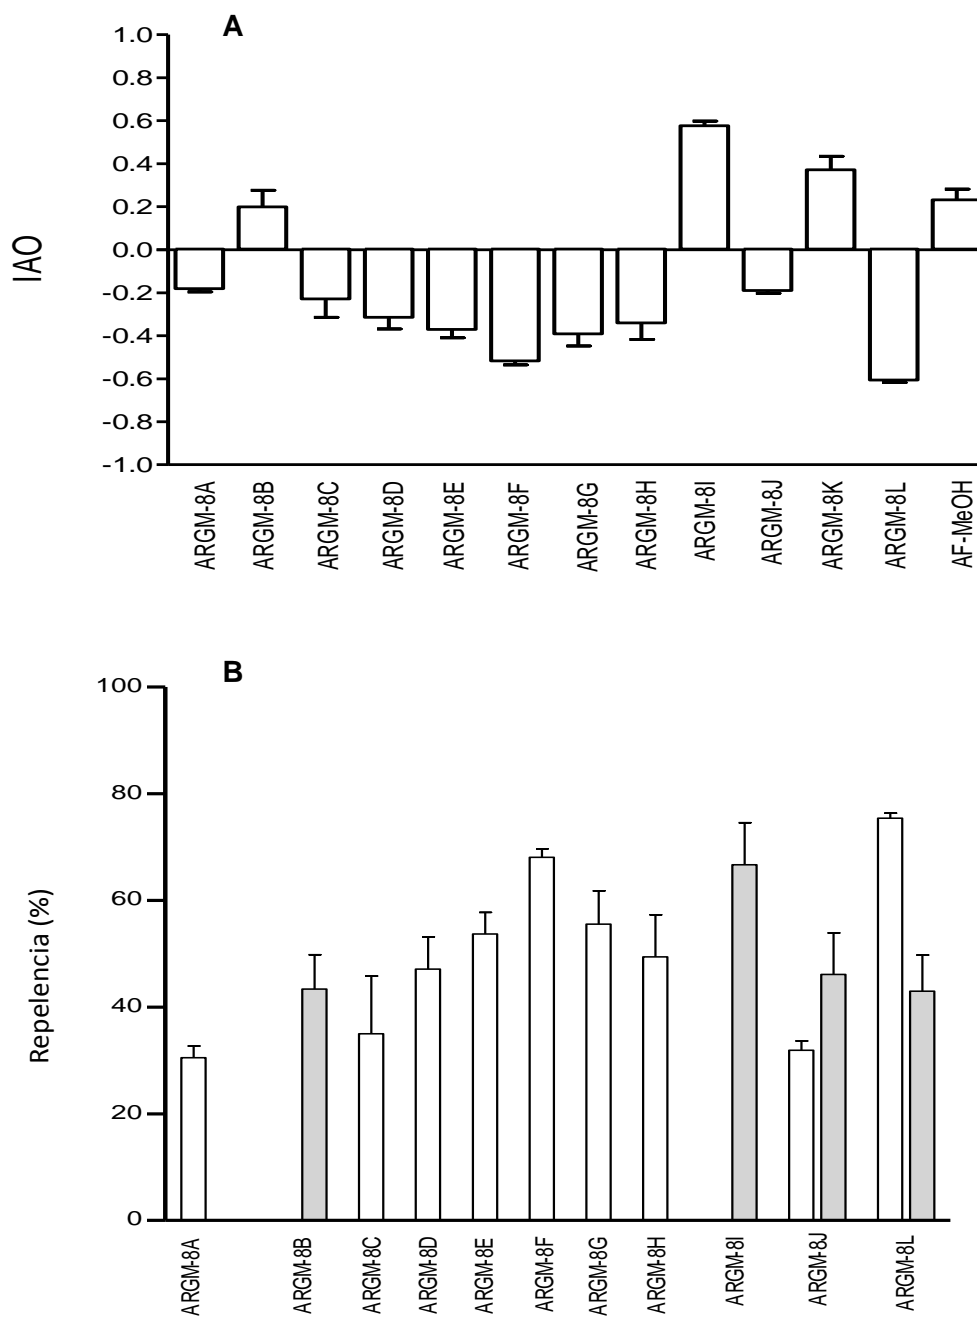 A
1.0
0.8
0.6
0.4
0.2
0.0
-0.2
-0.4
-0.6
-0.8
-1.0
IAO
ARGM-8A
ARGM-8B
ARGM-8C
ARGM-8D
ARGM-8E
ARGM-8F
ARGM-8G
ARGM-8H
ARGM-8I
ARGM-8J
ARGM-8K
ARGM-8L
AF-MeOH
B
100
80
60
40
20
0
Repelencia (%)
ARGM-8A
ARGM-8B
ARGM-8C
ARGM-8D
ARGM-8E
ARGM-8F
ARGM-8G
ARGM-8H
ARGM-8I
ARGM-8J
ARGM-8L